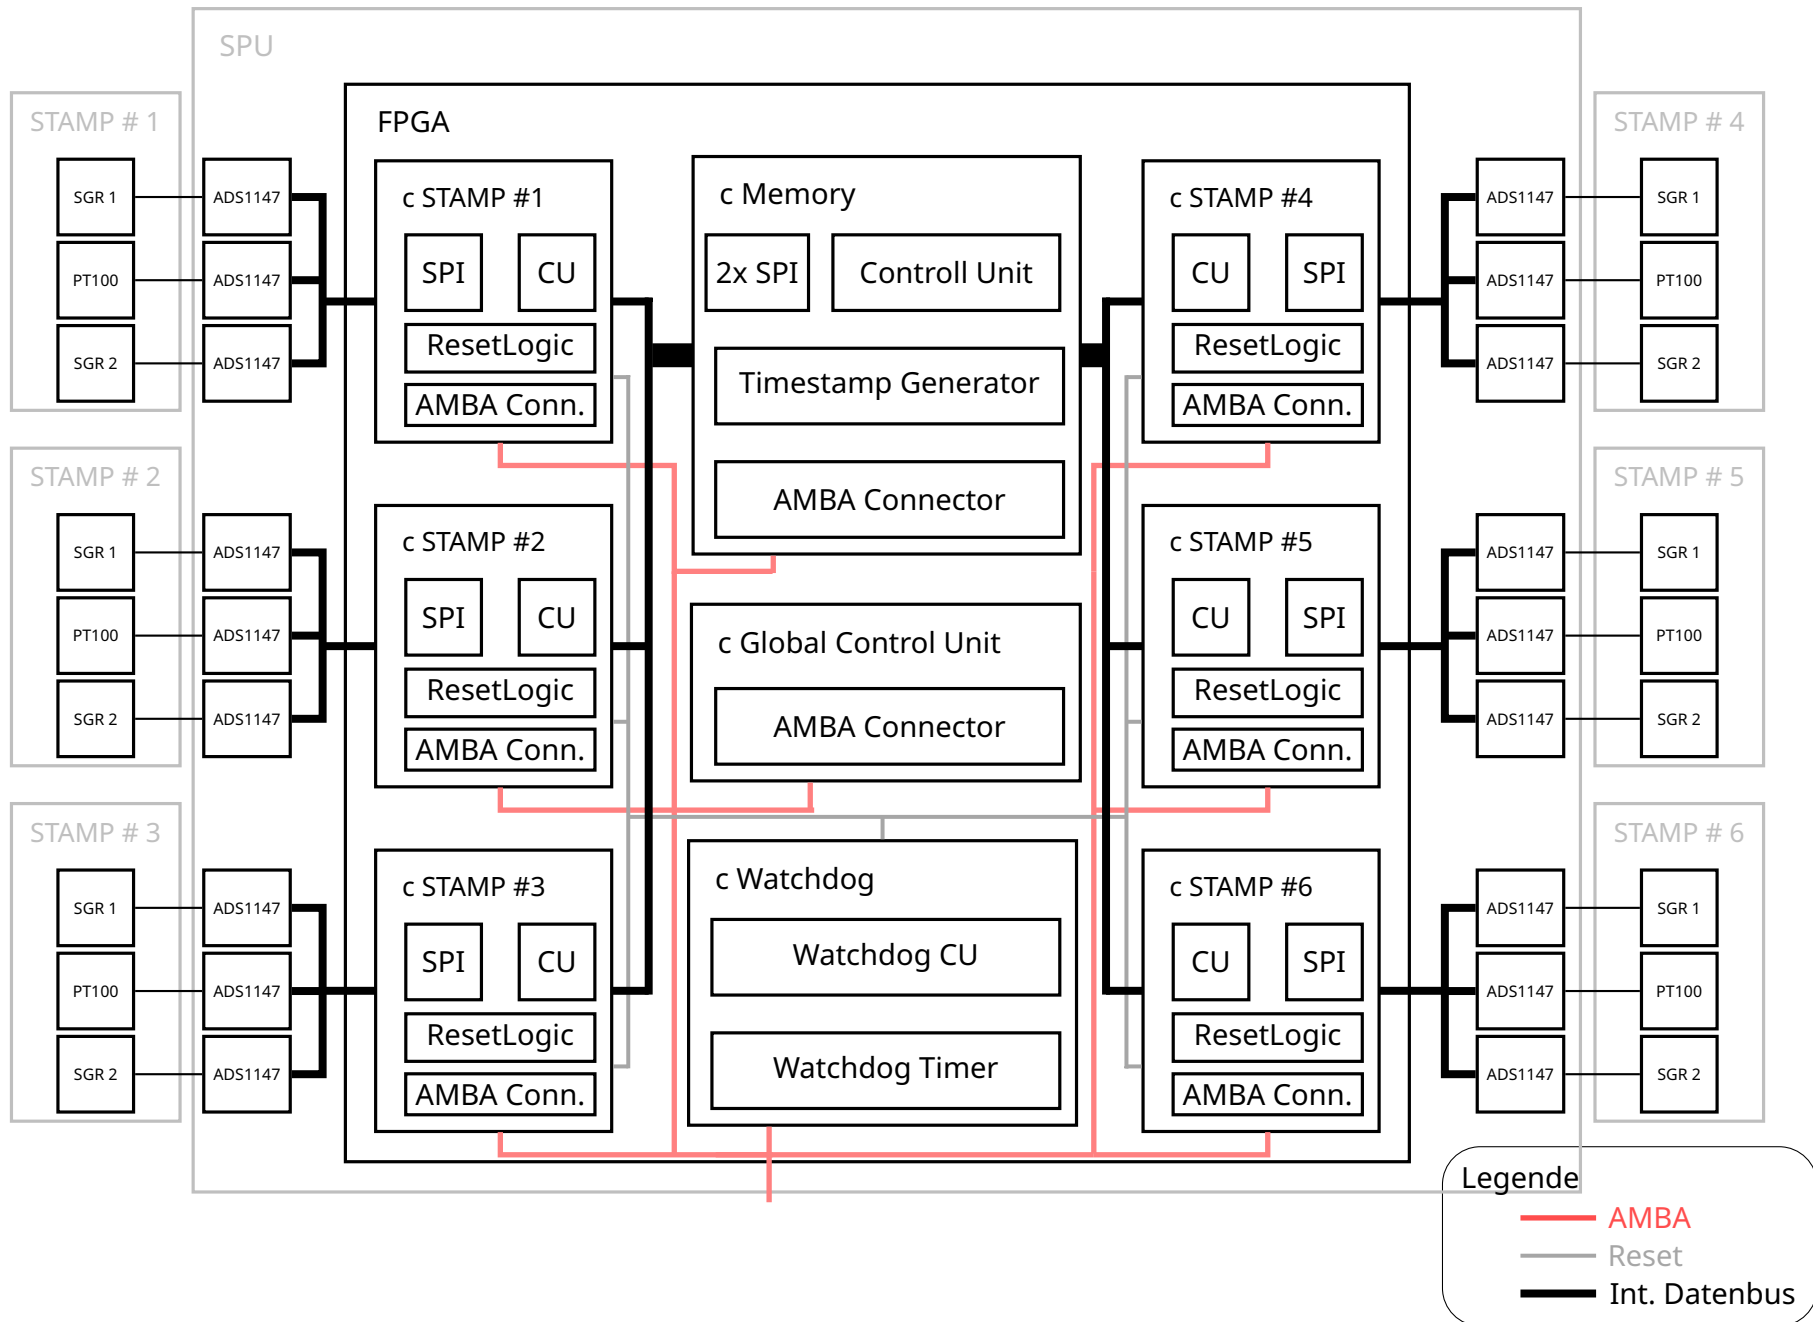 SPU
FPGA
STAMP # 1
SGR 1
PT100
SGR 2
ADS1147
ADS1147
ADS1147
c STAMP #1
SPI
CU
ResetLogic
AMBA Conn.
STAMP # 2
SGR 1
PT100
SGR 2
ADS1147
ADS1147
ADS1147
c STAMP #2
SPI
CU
ResetLogic
AMBA Conn.
STAMP # 3
SGR 1
PT100
SGR 2
ADS1147
ADS1147
ADS1147
c STAMP #3
SPI
CU
ResetLogic
AMBA Conn.
c Memory
2x SPI
Controll Unit
Timestamp Generator
AMBA Connector
c Global Control Unit
AMBA Connector
c Watchdog
Watchdog CU
Watchdog Timer
c STAMP #4
CU
SPI
ResetLogic
AMBA Conn.
ADS1147
ADS1147
ADS1147
STAMP # 4
SGR 1
PT100
SGR 2
c STAMP #5
CU
SPI
ResetLogic
AMBA Conn.
ADS1147
ADS1147
ADS1147
STAMP # 5
SGR 1
PT100
SGR 2
c STAMP #6
CU
SPI
ResetLogic
AMBA Conn.
ADS1147
ADS1147
ADS1147
STAMP # 6
SGR 1
PT100
SGR 2
Legende
AMBA
Reset
Int. Datenbus